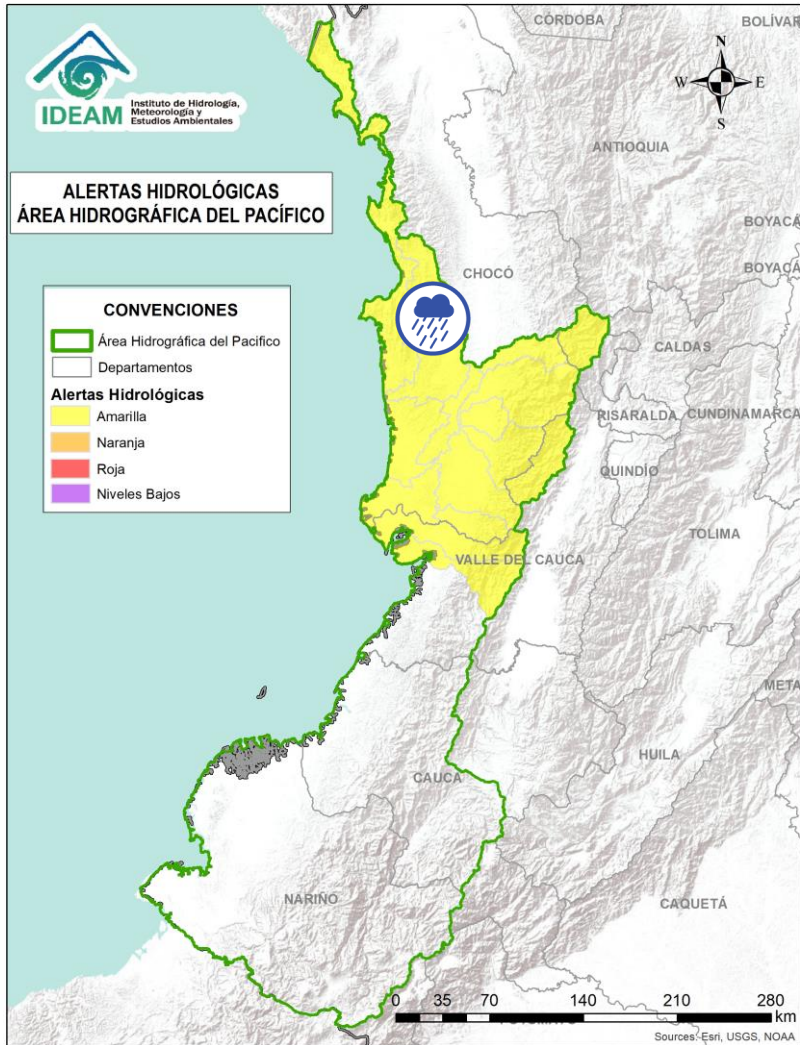 CÓRDOBA
BOLÍVAR
N
W E
S
IDEAM
Instituto de Hidrología,
Meteorología y
Estudios Ambientales
ANTIOQUIA
ALERTAS HIDROLÓGICAS
ÁREA HIDROGRÁFICA DEL PACÍFICO
BOYACÁ
BOYACÁ
CHOCÓ
CONVENCIONES
Área Hidrográfica del Pacifico
Departamentos
Alertas Hidrológicas
Amarilla
Naranja
Roja
Niveles Bajos
CALDAS
RISARALDA
CUNDINAMARCA
QUINDÍO
TOLIMA
VALLE DEL CAUCA
META
HUILA
CAUCA
NARIÑO
CAQUETÁ
0 35 70 140 210 280
km
Sources: Esri, USGS, NOAA